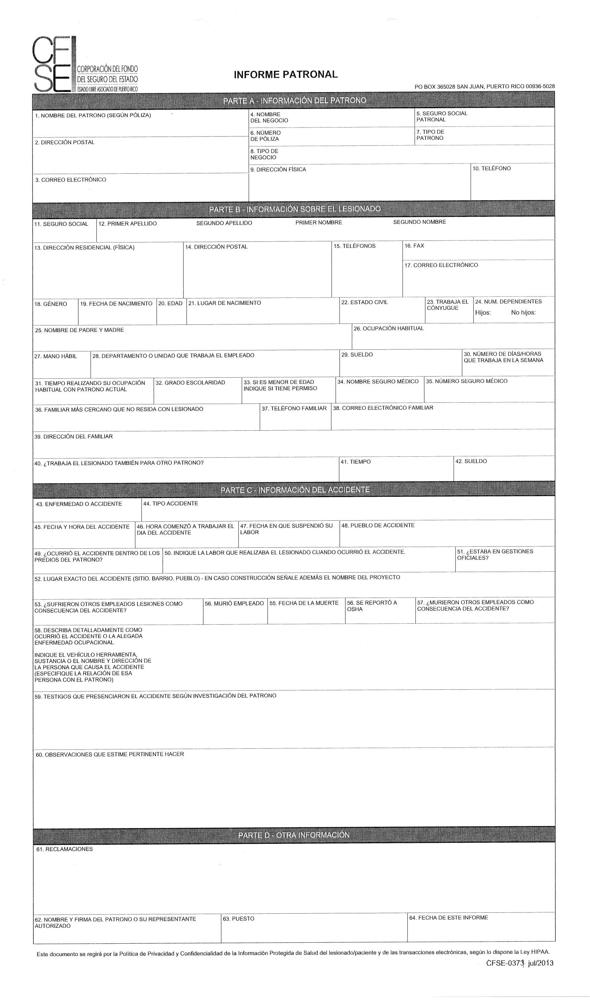 CF
SE
CORPORACIÓN DEL FONDO
DEL SEGURO DEL ESTADO
ESTADO LIBRE ASOCIADO DE PUERTO RICO
INFORME PATRONAL
PO BOX 365028 SAN JUAN, PUERTO RICO 00936-5028
PARTE A - INFORMACIÓN DEL PATRONO
1. NOMBRE DEL PATRONO (SEGÚN PÓLIZA)
4. NOMBRE
DEL NEGOCIO
5. SEGURO SOCIAL
PATRONAL
6. NÚMERO
DE PÓLIZA
7. TIPO DE
PATRONO
2. DIRECCIÓN POSTAL
8. TIPO DE
NEGOCIO
9. DIRECCIÓN FÍSICA
10. TELÉFONO
3. CORREO ELECTRÓNICO
PARTE B - INFORMACIÓN SOBRE EL LESIONADO
11. SEGURO SOCIAL
12. PRIMER APELLIDO
SEGUNDO APELLIDO
PRIMER NOMBRE
SEGUNDO NOMBRE
13. DIRECCIÓN RESIDENCIAL (FÍSICA)
14. DIRECCIÓN POSTAL
15. TELÉFONOS
16. FAX
17. CORREO ELECTRÓNICO
18. GÉNERO
19. FECHA DE NACIMIENTO
20. EDAD
21. LUGAR DE NACIMIENTO
22. ESTADO CIVIL
23. TRABAJA EL
CÓNYUGUE
24. NUM. DEPENDIENTES
Hijos: No hijos:
25. NOMBRE DE PADRE Y MADRE
26. OCUPACIÓN HABITUAL
27. MANO HÁBIL
28. DEPARTAMENTO O UNIDAD QUE TRABAJA EL EMPLEADO
29. SUELDO
30. NÚMERO DE DÍAS/HORAS
QUE TRABAJA EN LA SEMANA
31. TIEMPO REALIZANDO SU OCUPACIÓN
HABITUAL CON PATRONO ACTUAL
32. GRADO ESCOLARIDAD
33. SI ES MENOR DE EDAD
INDIQUE SI TIENE PERMISO
34. NOMBRE SEGURO MÉDICO
35. NÚMERO SEGURO MÉDICO
36. FAMILIAR MÁS CERCANO QUE NO RESIDA CON LESIONADO
37. TELÉFONO FAMILIAR
38. CORREO ELECTRÓNICO FAMILIAR
39. DIRECCIÓN DEL FAMILIAR
40. ¿TRABAJA EL LESIONADO TAMBIÉN PARA OTRO PATRONO?
41. TIEMPO
42. SUELDO
PARTE C - INFORMACIÓN DEL ACCIDENTE
43. ENFERMEDAD O ACCIDENTE
44. TIPO ACCIDENTE
45. FECHA Y HORA DEL ACCIDENTE
46. HORA COMENZÓ A TRABAJAR EL
DIA DEL ACCIDENTE
47. FECHA EN QUE SUSPENDIÓ SU
LABOR
48. PUEBLO DE ACCIDENTE
49. ¿OCURRIÓ EL ACCIDENTE DENTRO DE LOS
PREDIOS DEL PATRONO?
50. INDIQUE LA LABOR QUE REALIZABA EL LESIONADO CUANDO OCURRIÓ EL ACCIDENTE.
51. ¿ESTABA EN GESTIONES
OFICIALES?
52. LUGAR EXACTO DEL ACCIDENTE (SITIO. BARRIO. PUEBLO) - EN CASO CONSTRUCCIÓN SEÑALE ADEMÁS EL NOMBRE DEL PROYECTO
53. ¿SUFRIERON OTROS EMPLEADOS LESIONES COMO
CONSECUENCIA DEL ACCIDENTE?
56. MURIÓ EMPLEADO
55. FECHA DE LA MUERTE
56. SE REPORTÓ A
OSHA
57. ¿MURIERON OTROS EMPLEADOS COMO
CONSECUENCIA DEL ACCIDENTE?
58. DESCRIBA DETALLADAMENTE COMO
OCURRIÓ EL ACCIDENTE O LA ALEGADA
ENFERMEDAD OCUPACIONAL
INDIQUE EL VEHÍCULO HERRAMIENTA,
SUSTANCIA O EL NOMBRE Y DIRECCIÓN DE
LA PERSONA QUE CAUSA EL ACCIDENTE
(ESPECIFIQUE LA RELACIÓN DE ESA
PERSONA CON EL PATRONO)
59. TESTIGOS QUE PRESENCIARON EL ACCIDENTE SEGÚN INVESTIGACIÓN DEL PATRONO
60. OBSERVACIONES QUE ESTIME PERTINENTE HACER
PARTE D - OTRA INFORMACIÓN
61. RECLAMACIONES
62. NOMBRE Y FIRMA DEL PATRONO O SU REPRESENTANTE
AUTORIZADO
63. PUESTO
64. FECHA DE ESTE INFORME
Este documento se regirá por la Política de Privacidad y Confidencialidad de la Información Protegida de Salud del lesionado/paciente y de las transacciones electrónicas, según lo dispone la Ley HIPAA.
CFSE-0373 jul/2013